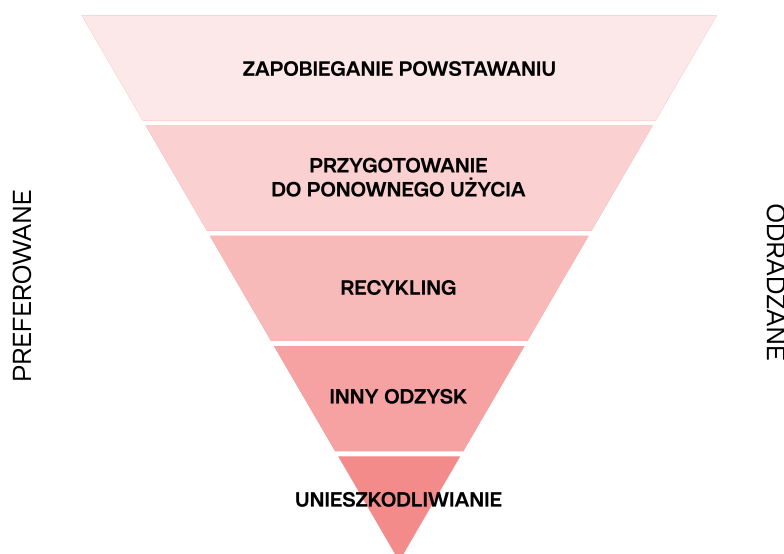 ZAPOBIEGANIE POWSTAWANIU
PRZYGOTOWANIE
DO PONOWNEGO UŻYCIA
RECYKLING
INNY ODZYSK
UNIESZKODLIWIANIE
PREFEROWANE
ODRADZANE